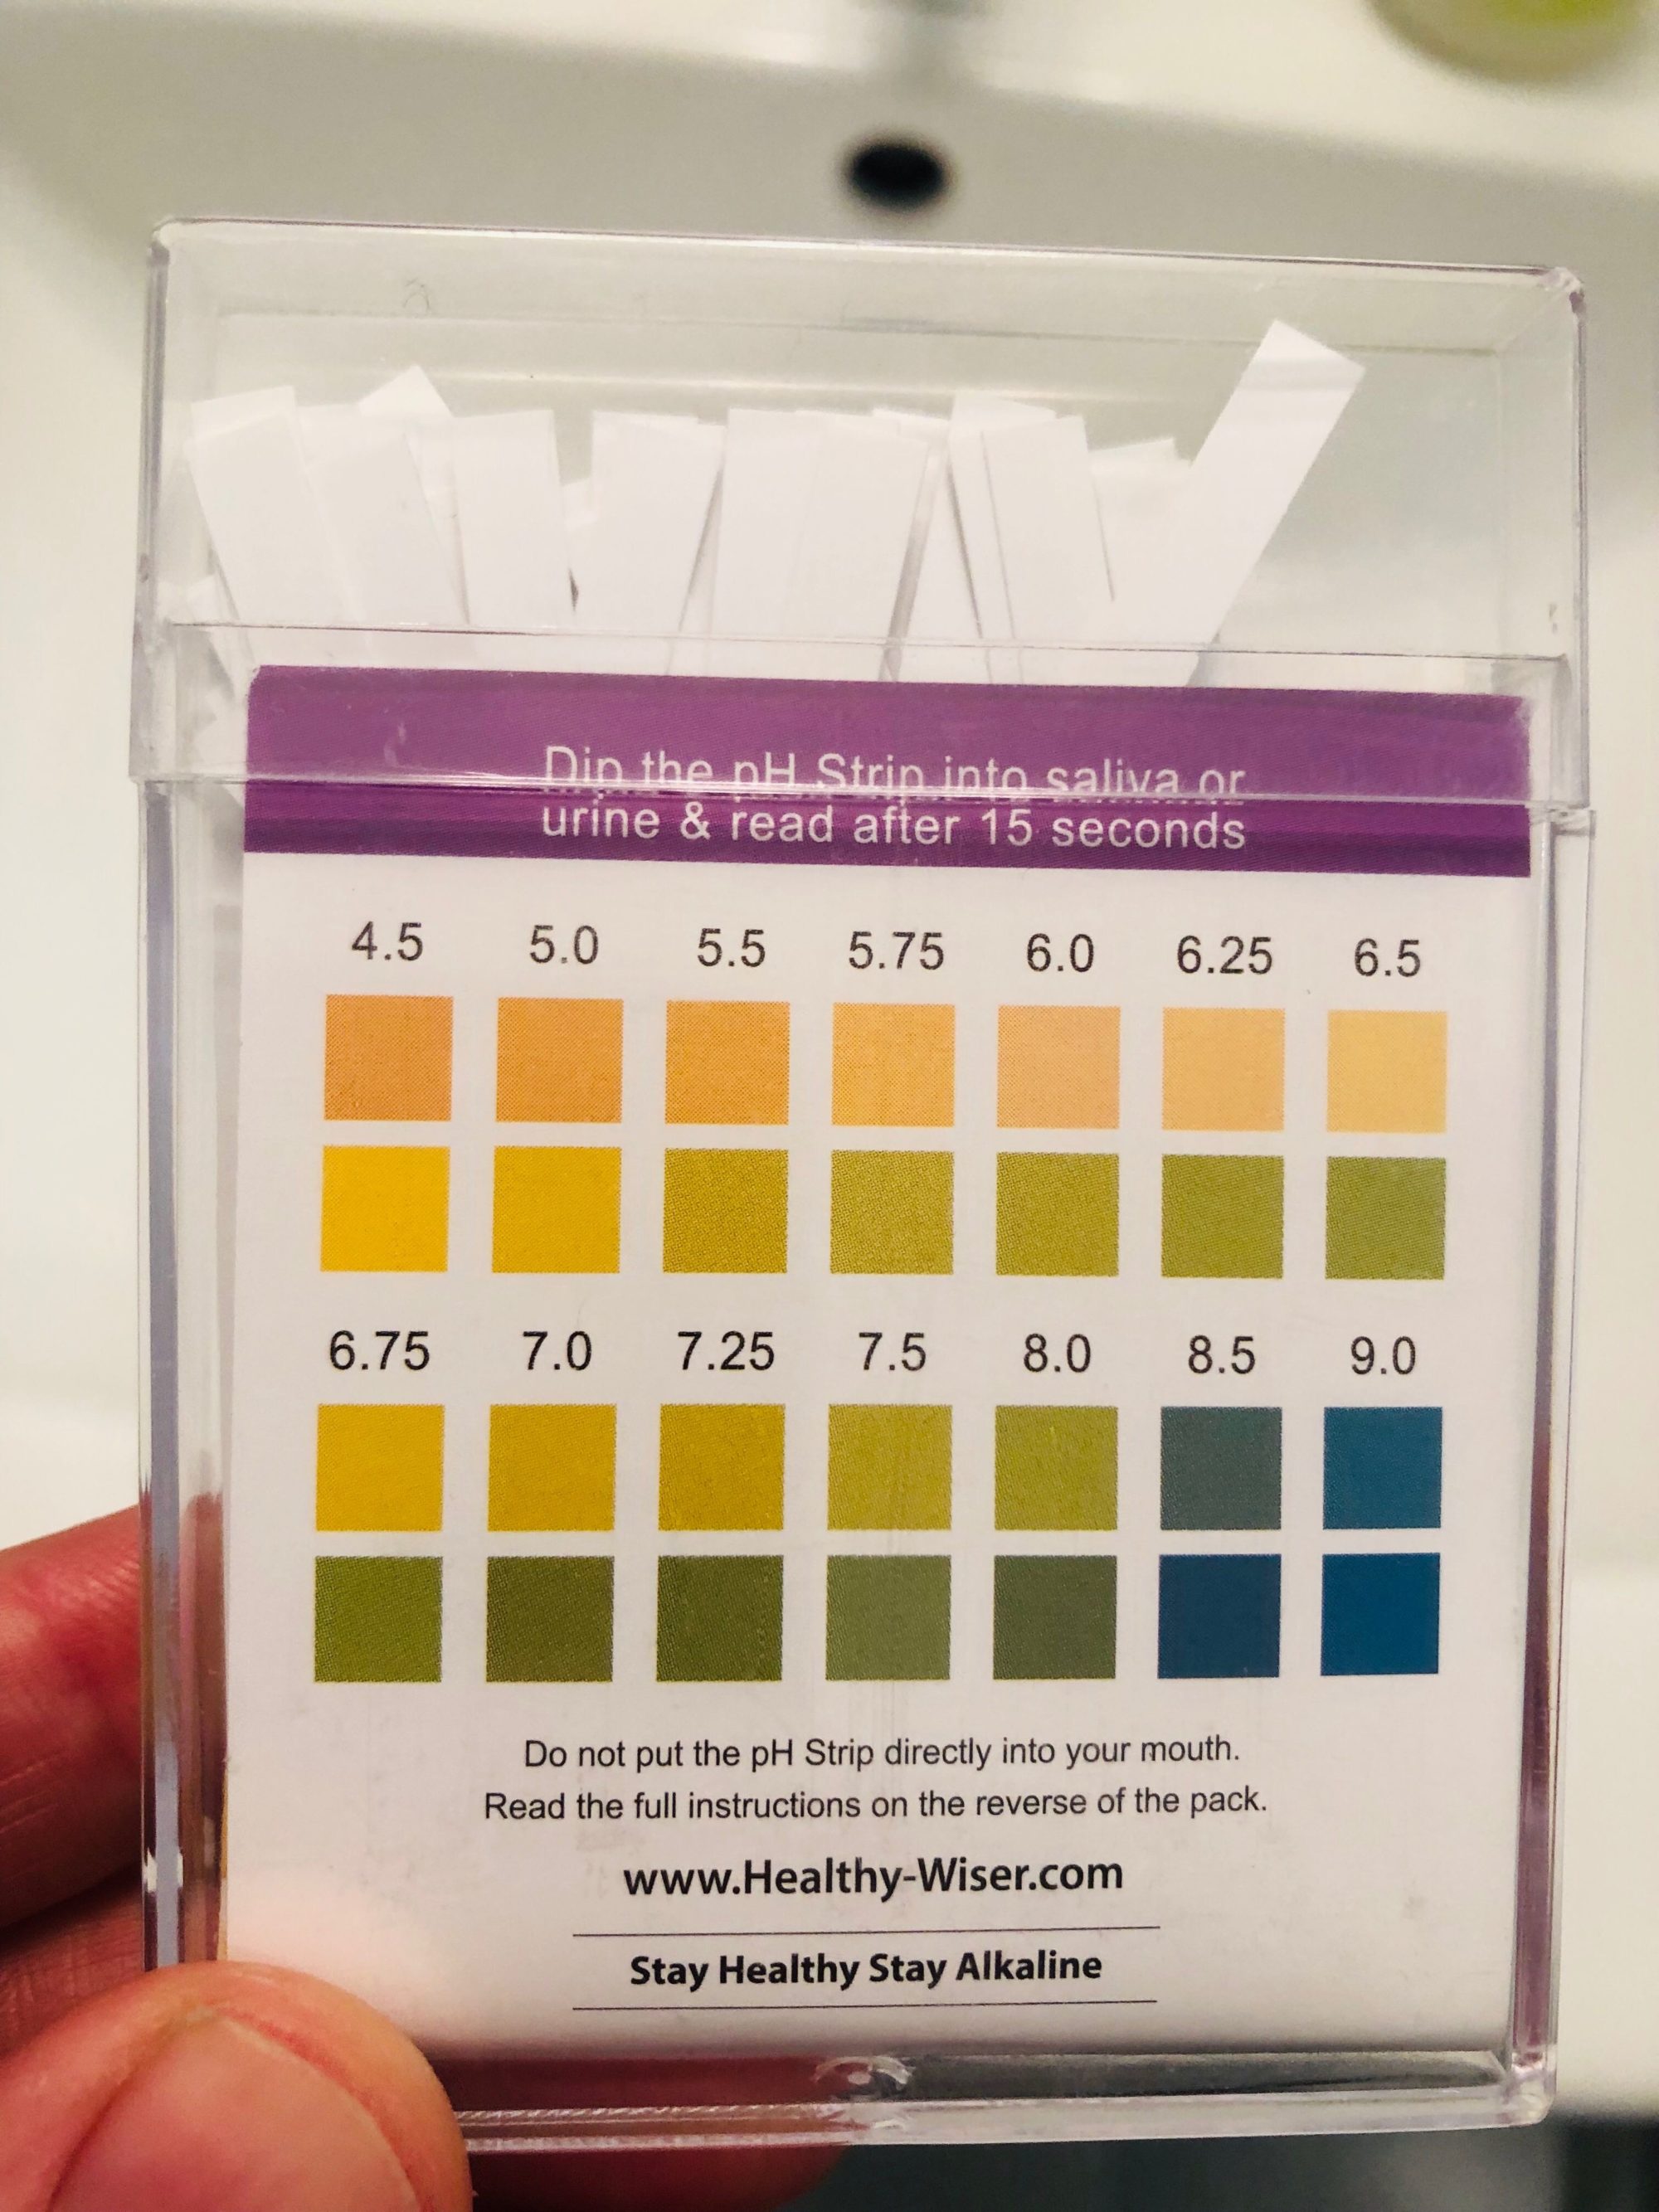 Dip the pH Strip into saliva or
urine & read after 15 seconds
4.5 5.0 5.5 5.75 6.0 6.25 6.5
6.75 7.0 7.25 7.5 8.0 8.5 9.0
Do not put the pH Strip directly into your mouth.
Read the full instructions on the reverse of the pack.
www.Healthy-Wiser.com
Stay Healthy Stay Alkaline